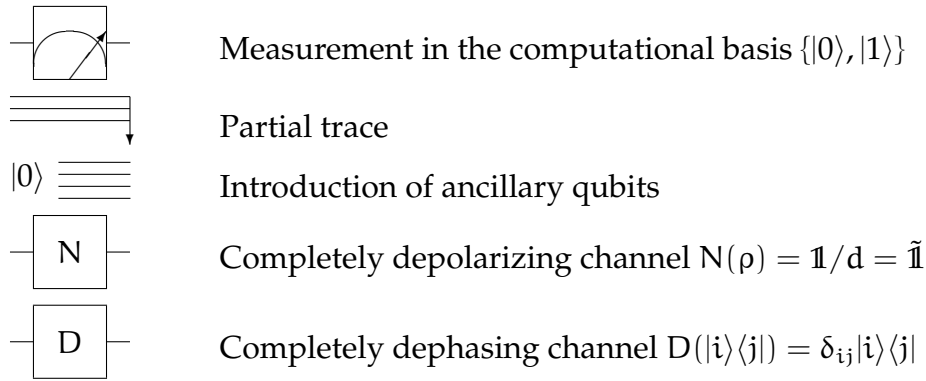 Measurement in the computational basis {|0⟩, |1⟩}
Partial trace
|0⟩ Introduction of ancillary qubits
N Completely depolarizing channel N(ρ) = 𝟙/d = 𝟙̃
D Completely dephasing channel D(|i⟩⟨j|) = δᵢⱼ|i⟩⟨j|